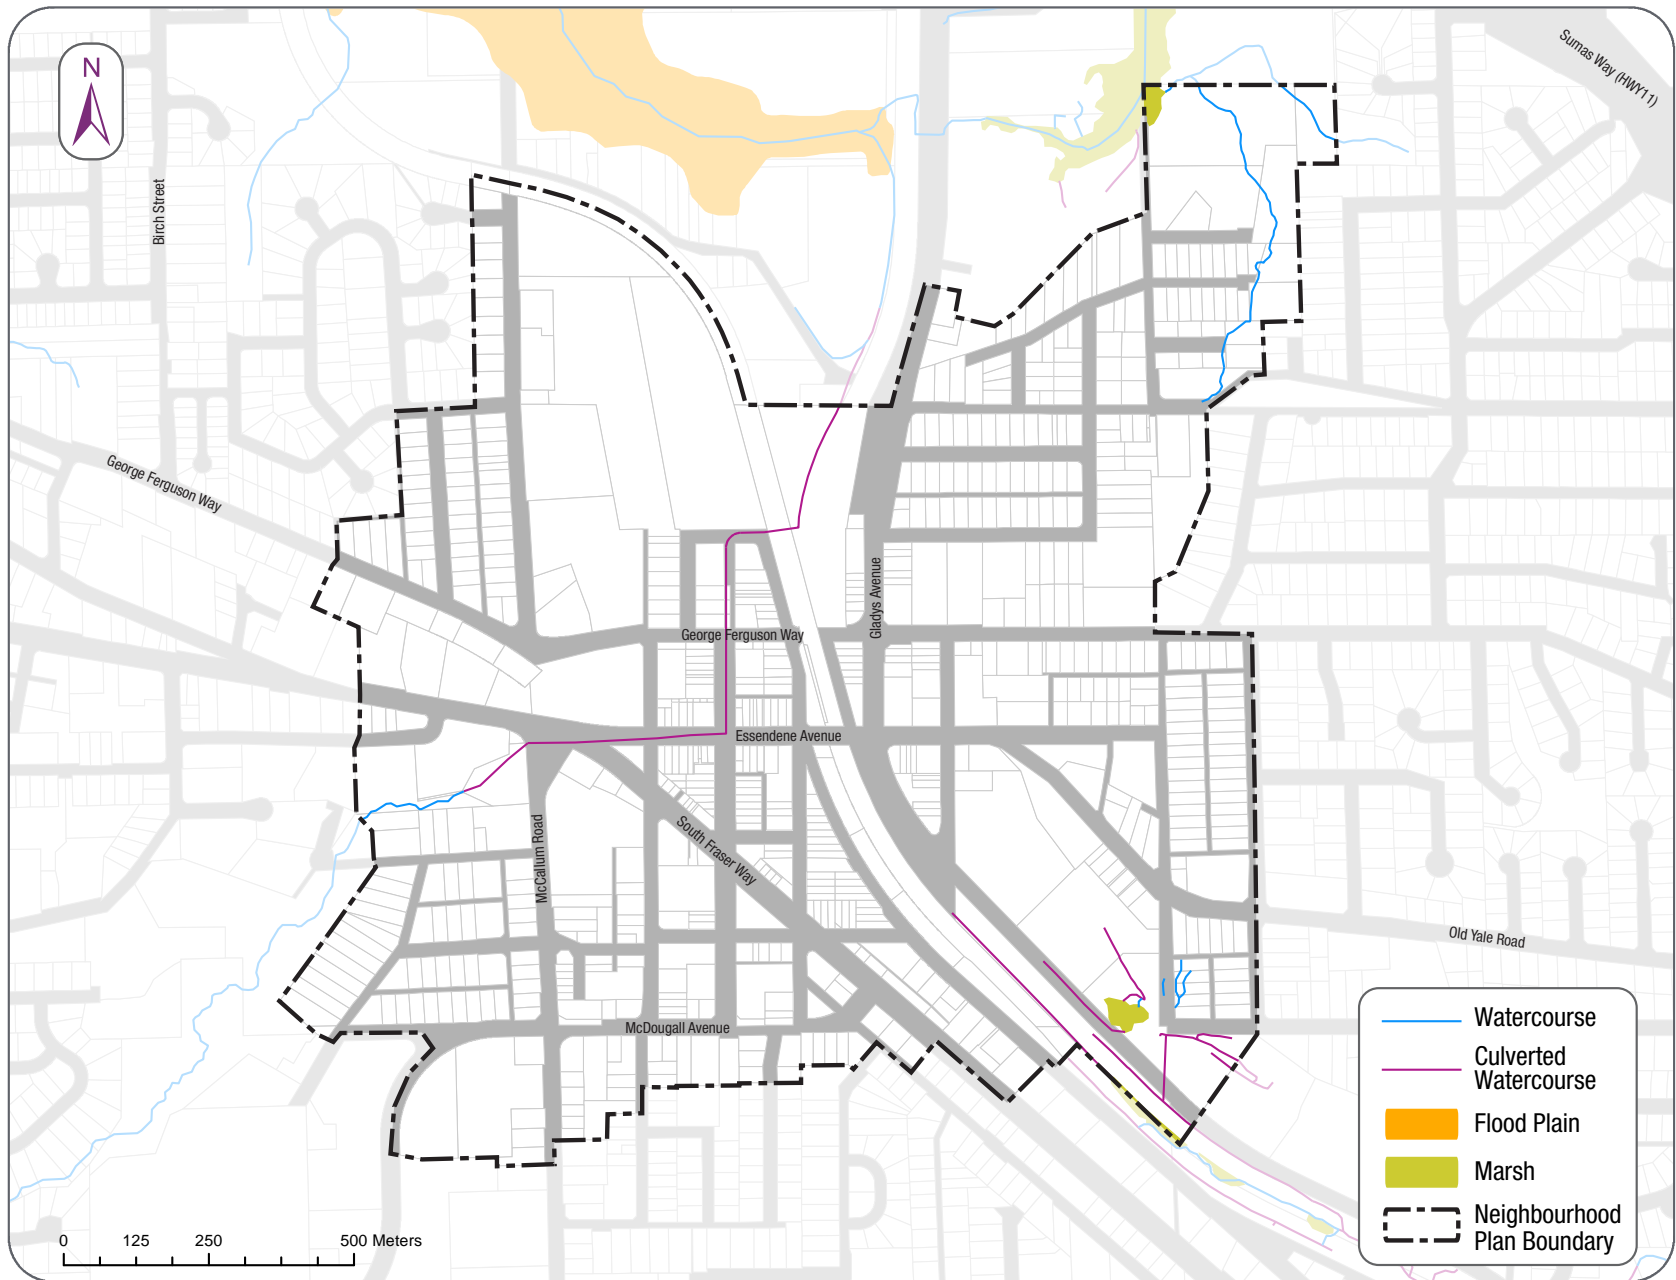 N
Sumas Way (HWY11)
Birch Street
George Ferguson Way
Gladys Avenue
George Ferguson Way
Essendene Avenue
McCallum Road
South Fraser Way
Old Yale Road
McDougall Avenue
Watercourse
Culverted
Watercourse
Flood Plain
Marsh
Neighbourhood
Plan Boundary
0 125 250 500 Meters